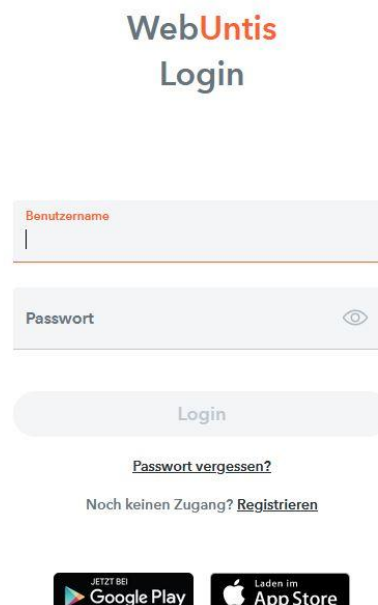 WebUntis
Login
Benutzername
Passwort
Login
Passwort vergessen?
Noch keinen Zugang? Registrieren
JETZT BEI
Google Play
Laden im
App Store